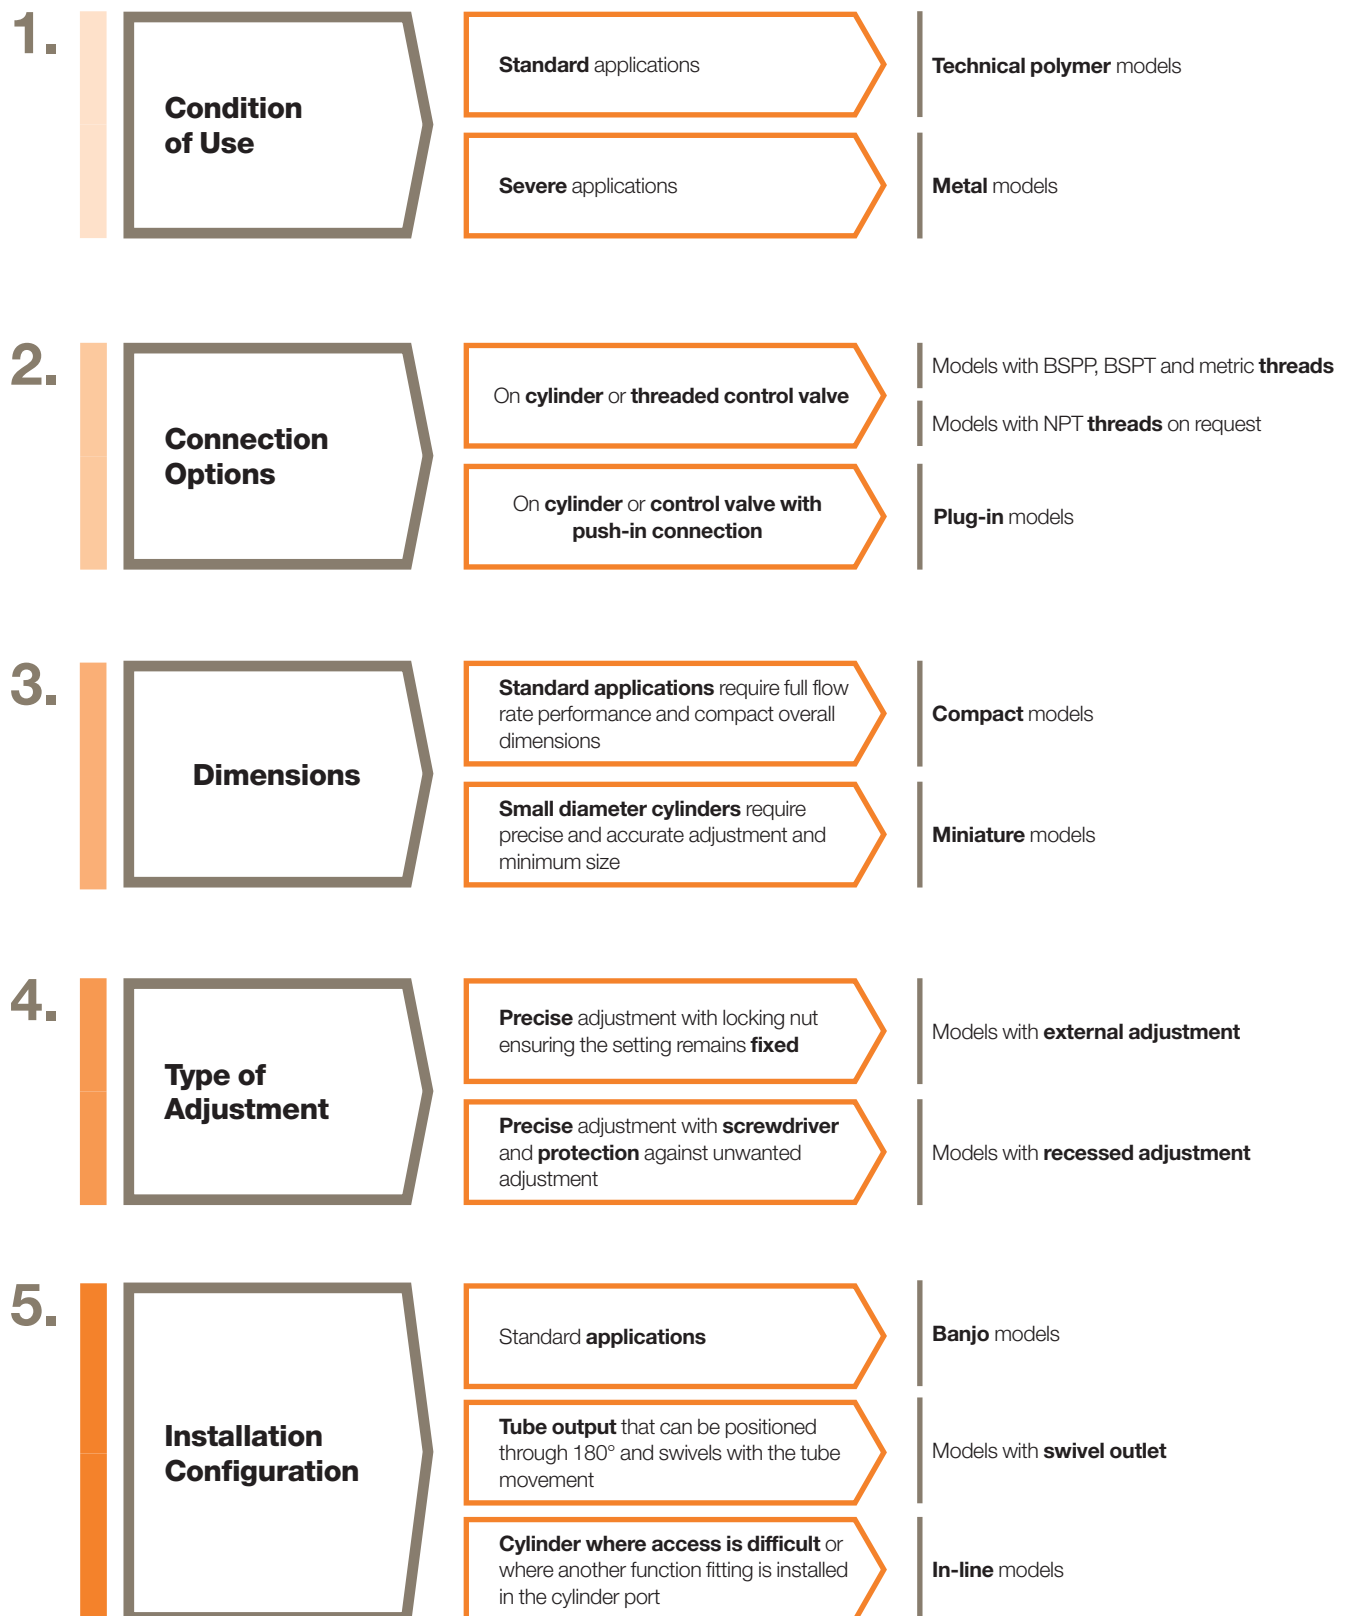 1.
Condition
of Use
Standard applications
Technical polymer models
Severe applications
Metal models
2.
Connection
Options
On cylinder or threaded control valve
Models with BSPP, BSPT and metric threads
Models with NPT threads on request
On cylinder or control valve with
push-in connection
Plug-in models
3.
Dimensions
Standard applications require full flow
rate performance and compact overall
dimensions
Compact models
Small diameter cylinders require
precise and accurate adjustment and
minimum size
Miniature models
4.
Type of
Adjustment
Precise adjustment with locking nut
ensuring the setting remains fixed
Models with external adjustment
Precise adjustment with screwdriver
and protection against unwanted
adjustment
Models with recessed adjustment
5.
Installation
Configuration
Standard applications
Banjo models
Tube output that can be positioned
through 180° and swivels with the tube
movement
Models with swivel outlet
Cylinder where access is difficult or
where another function fitting is installed
in the cylinder port
In-line models